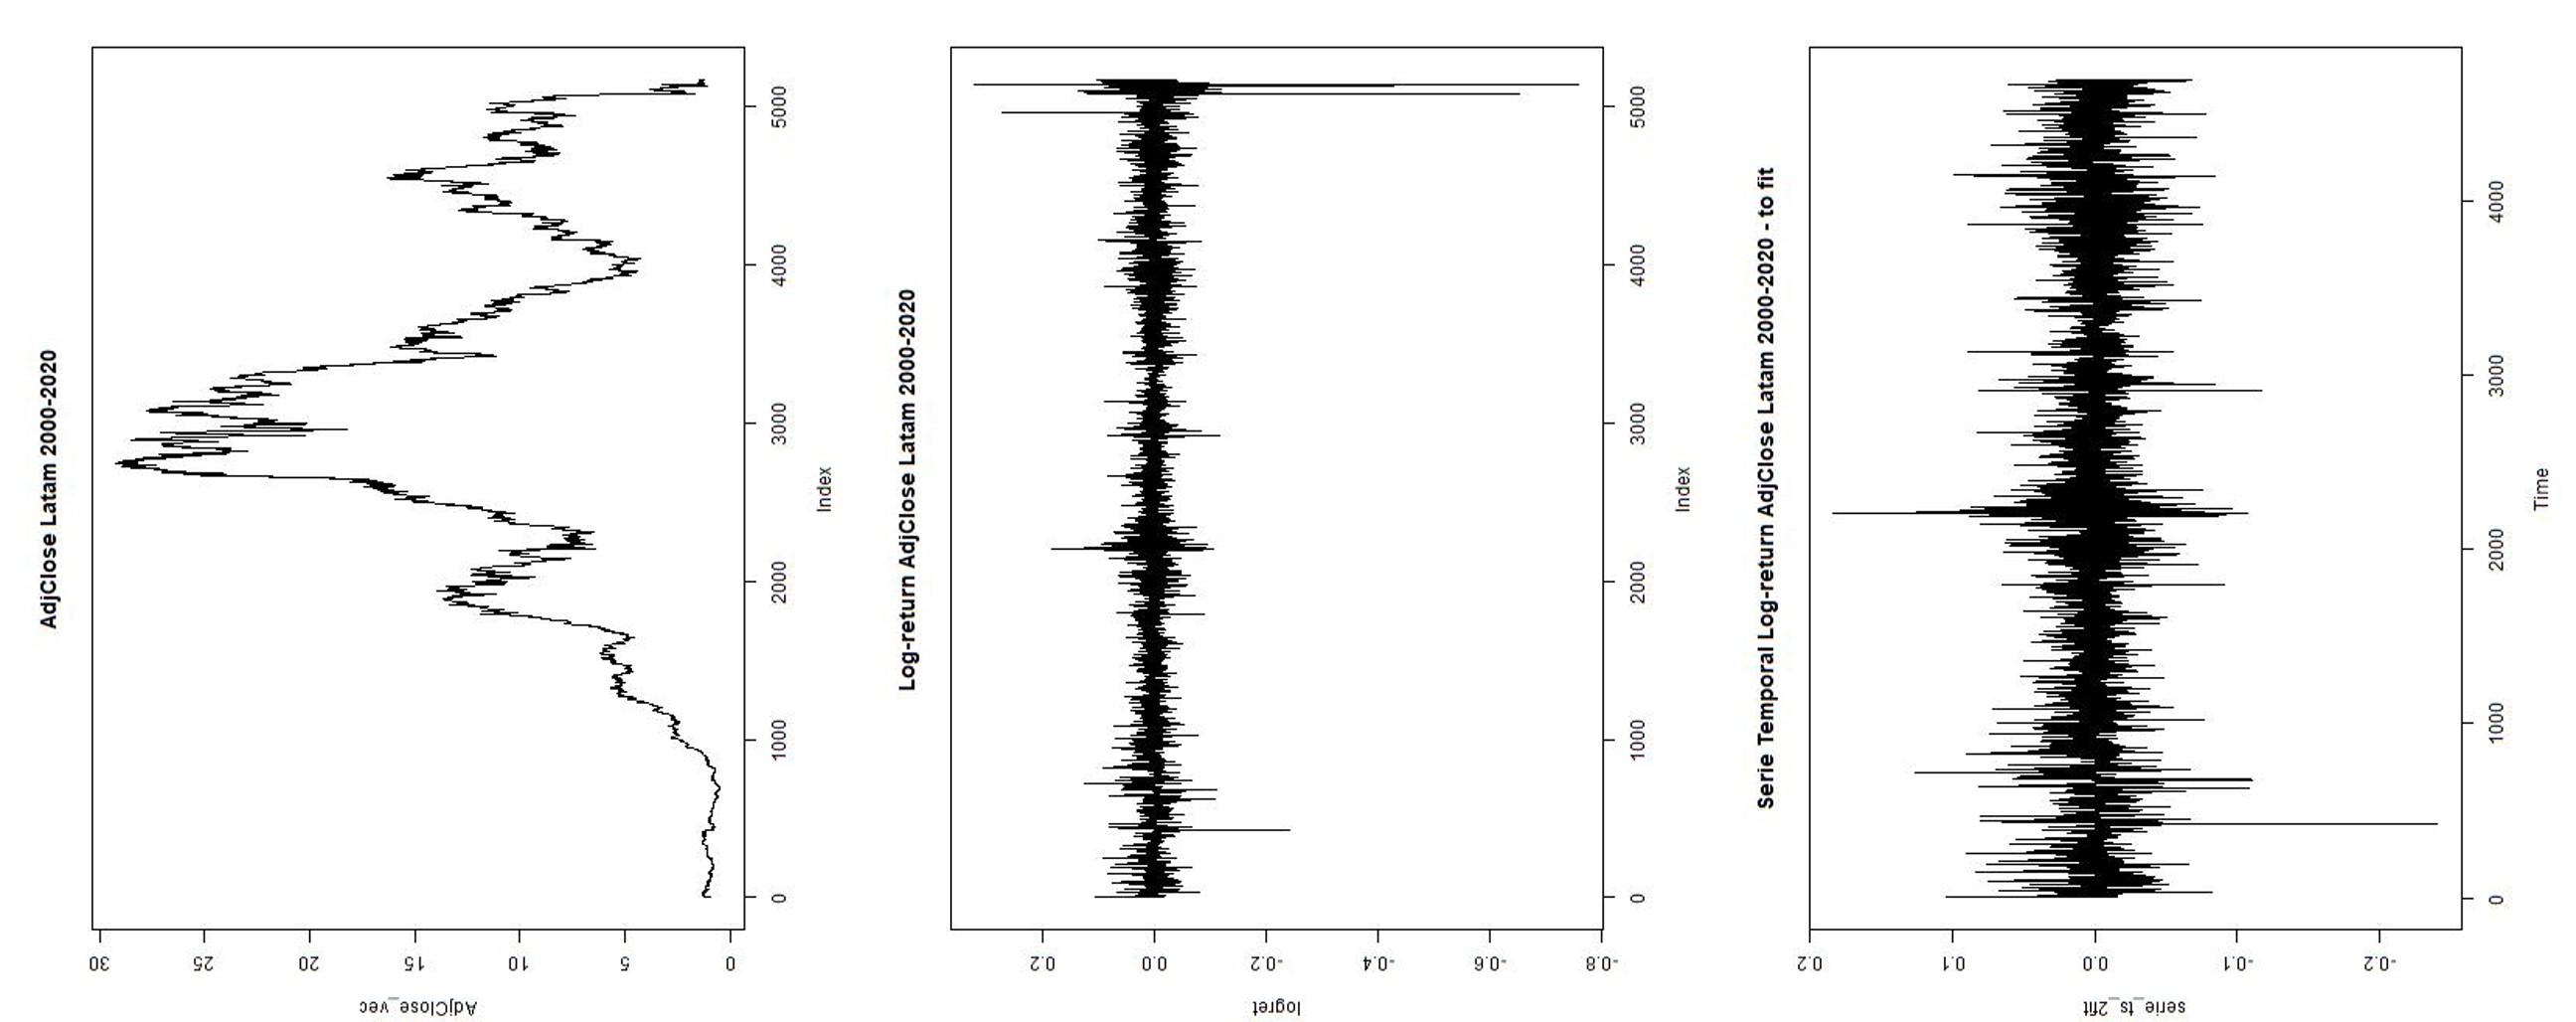 AdjClose Latam 2000-2020
30
25
20
15
10
5
0
AdjClose_vec
0 1000 2000 3000 4000 5000
Index
Log-return AdjClose Latam 2000-2020
0.2
0.0
-0.2
-0.4
-0.6
-0.8
logret
0 1000 2000 3000 4000 5000
Index
Serie Temporal Log-return AdjClose Latam 2000-2020 - to fit
0.2
0.1
0.0
-0.1
-0.2
serie_ts_2fit
0 1000 2000 3000 4000
Time